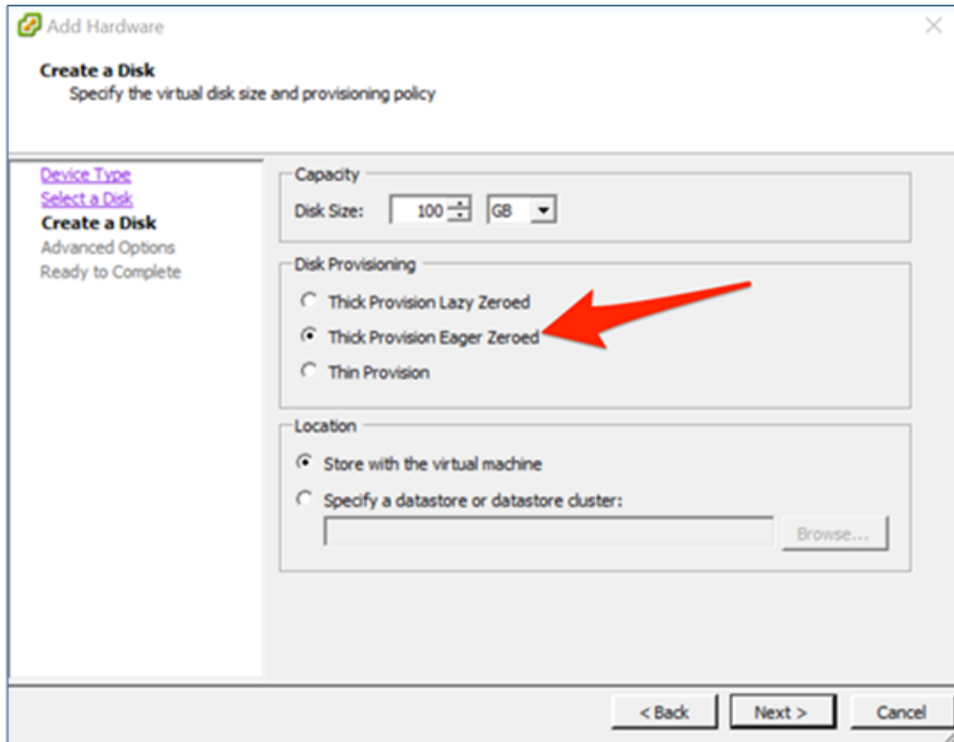 Add Hardware
Create a Disk
Specify the virtual disk size and provisioning policy
Device Type
Select a Disk
Create a Disk
Advanced Options
Ready to Complete
Capacity
Disk Size: 100 GB
Disk Provisioning
Thick Provision Lazy Zeroed
Thick Provision Eager Zeroed
Thin Provision
Location
Store with the virtual machine
Specify a datastore or datastore cluster:
Browse...
< Back Next > Cancel